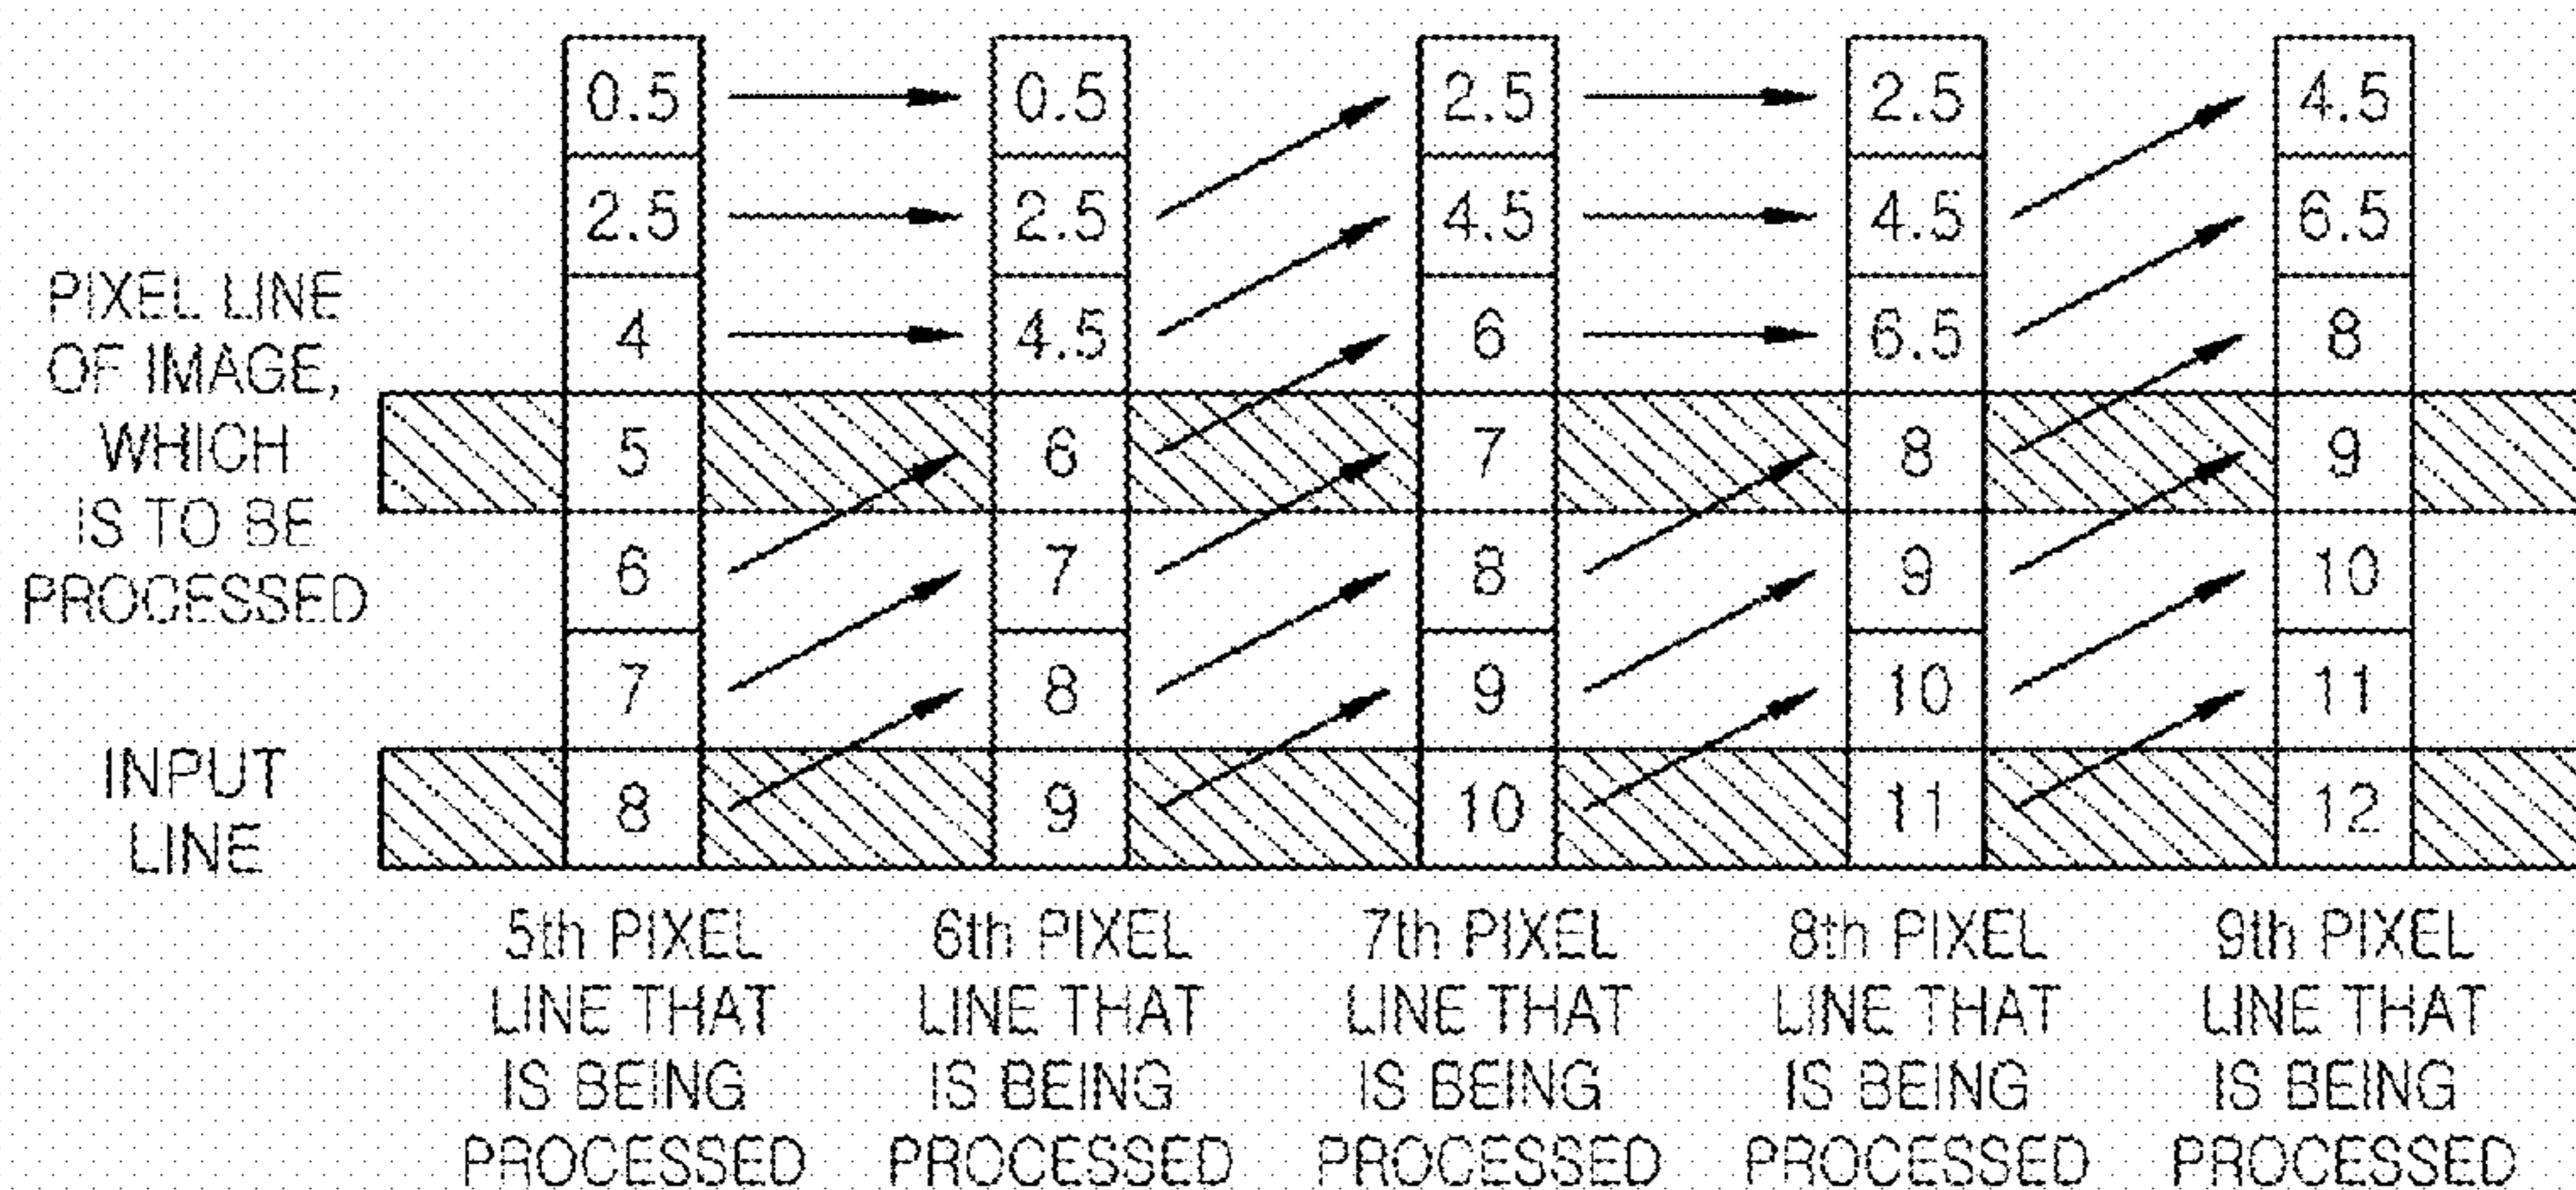 0.5 0.5 2.5 2.5 4.5
2.5 2.5 4.5 4.5 6.5
4 4.5 6 6.5 8
5 6 7 8 9
6 7 8 9 10
7 8 9 10 11
8 9 10 11 12
PIXEL LINE
OF IMAGE,
WHICH
IS TO BE
PROCESSED
INPUT
LINE
5th PIXEL
LINE THAT
IS BEING
PROCESSED
6th PIXEL
LINE THAT
IS BEING
PROCESSED
7th PIXEL
LINE THAT
IS BEING
PROCESSED
8th PIXEL
LINE THAT
IS BEING
PROCESSED
9th PIXEL
LINE THAT
IS BEING
PROCESSED